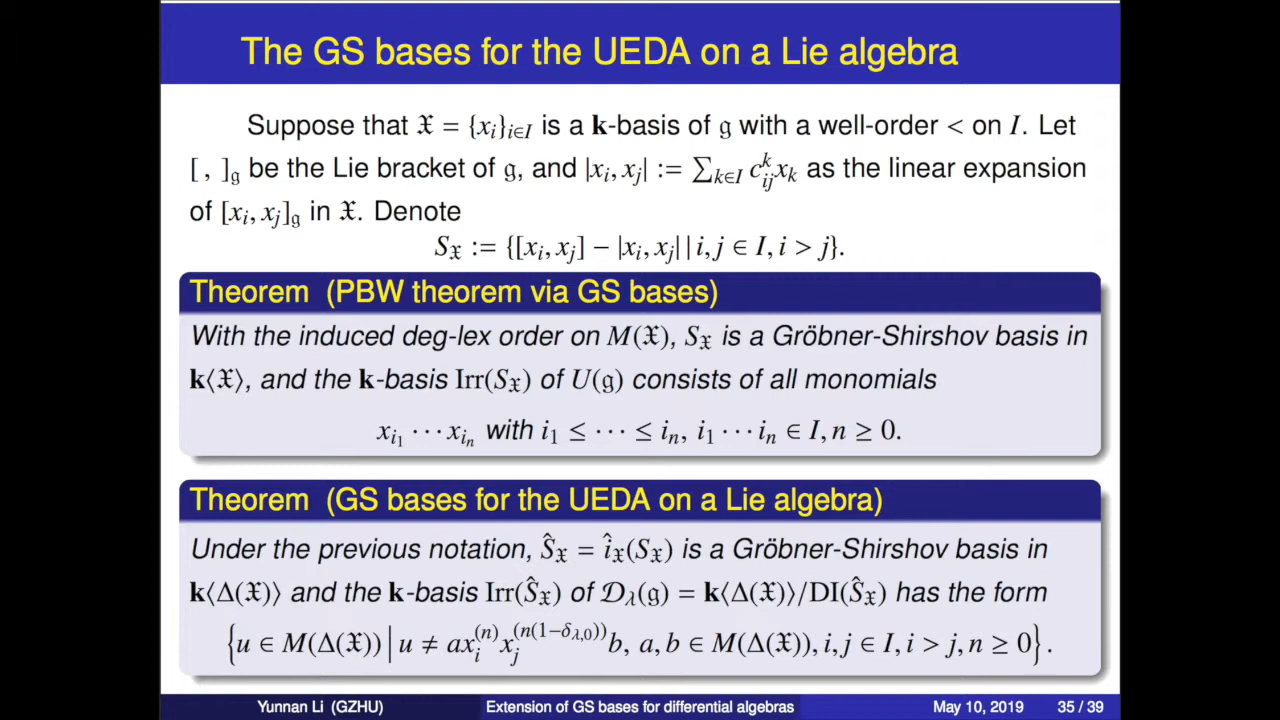 The GS bases for the UEDA on a Lie algebra
Suppose that 𝔛 = {x_i}_{i∈I} is a k-basis of 𝔤 with a well-order < on I. Let
[ , ]_𝔤 be the Lie bracket of 𝔤, and |x_i, x_j| := ∑_{k∈I} c_{ij}^k x_k as the linear expansion
of [x_i, x_j]_𝔤 in 𝔛. Denote
S_𝔛 := {[x_i, x_j] − |x_i, x_j| | i, j ∈ I, i > j}.
Theorem (PBW theorem via GS bases)
With the induced deg-lex order on M(𝔛), S_𝔛 is a Gröbner-Shirshov basis in
k⟨𝔛⟩, and the k-basis Irr(S_𝔛) of U(𝔤) consists of all monomials
x_{i_1} ⋯ x_{i_n} with i_1 ≤ ⋯ ≤ i_n, i_1 ⋯ i_n ∈ I, n ≥ 0.
Theorem (GS bases for the UEDA on a Lie algebra)
Under the previous notation, Ŝ_𝔛 = î_𝔛(S_𝔛) is a Gröbner-Shirshov basis in
k⟨Δ(𝔛)⟩ and the k-basis Irr(Ŝ_𝔛) of 𝒟_λ(𝔤) = k⟨Δ(𝔛)⟩/DI(Ŝ_𝔛) has the form
{u ∈ M(Δ(𝔛)) | u ≠ ax_i^{(n)} x_j^{(n(1−δ_{λ,0}))} b, a, b ∈ M(Δ(𝔛)), i, j ∈ I, i > j, n ≥ 0}.
Yunnan Li (GZHU) Extension of GS bases for differential algebras May 10, 2019 35 / 39